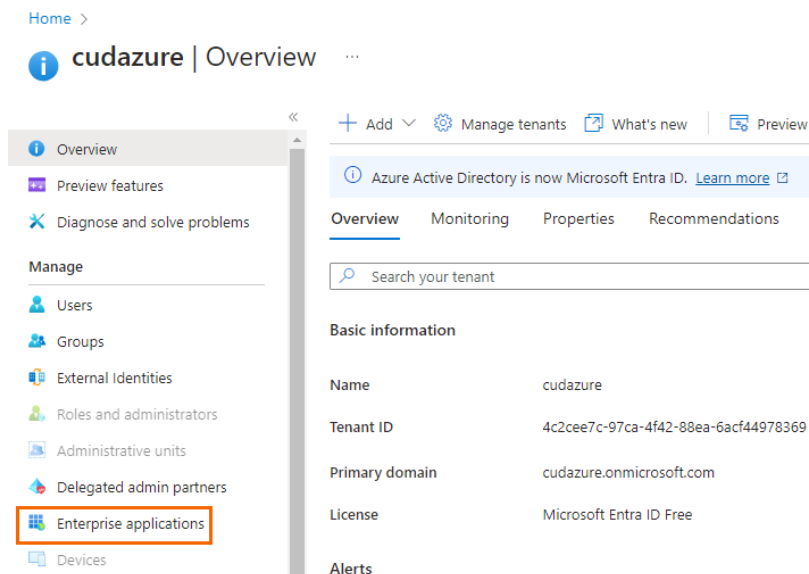 Home >
cudazure | Overview ...
«
Overview
Preview features
Diagnose and solve problems
Manage
Users
Groups
External Identities
Roles and administrators
Administrative units
Delegated admin partners
Enterprise applications
Devices
Add Manage tenants What's new Preview
Azure Active Directory is now Microsoft Entra ID. Learn more
Overview Monitoring Properties Recommendations
Search your tenant
Basic information
Name cudazure
Tenant ID 4c2cee7c-97ca-4f42-88ea-6acf44978369
Primary domain cudazure.onmicrosoft.com
License Microsoft Entra ID Free
Alerts